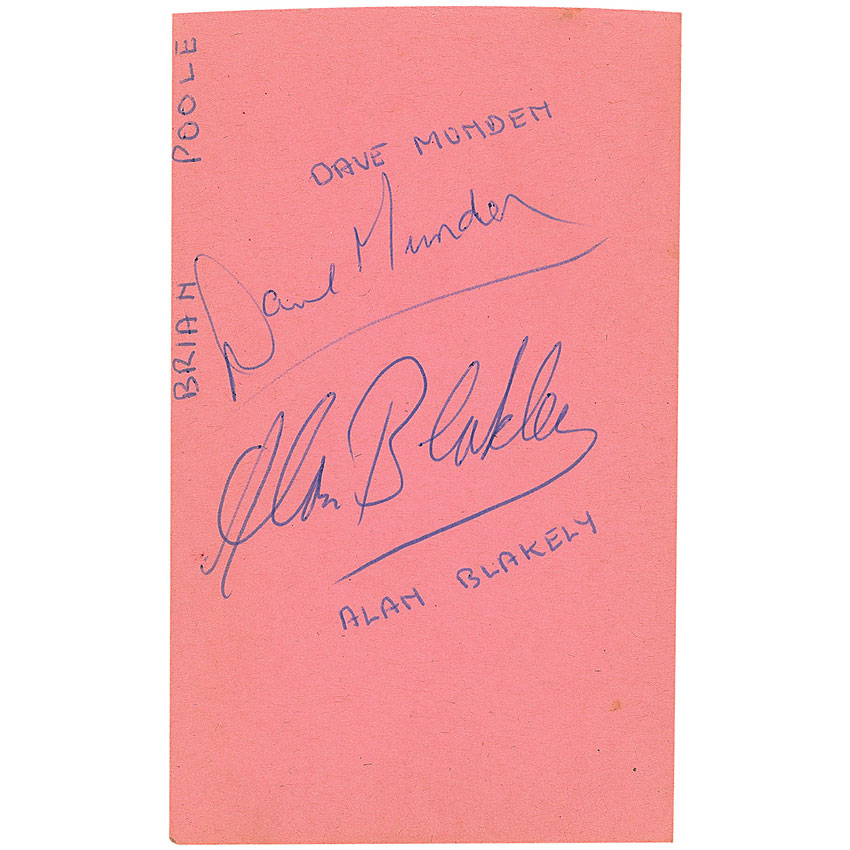 BRIAN POOLE
DAVE MUNDEN
Dave Munden
Alan Blakley
ALAN BLAKELY